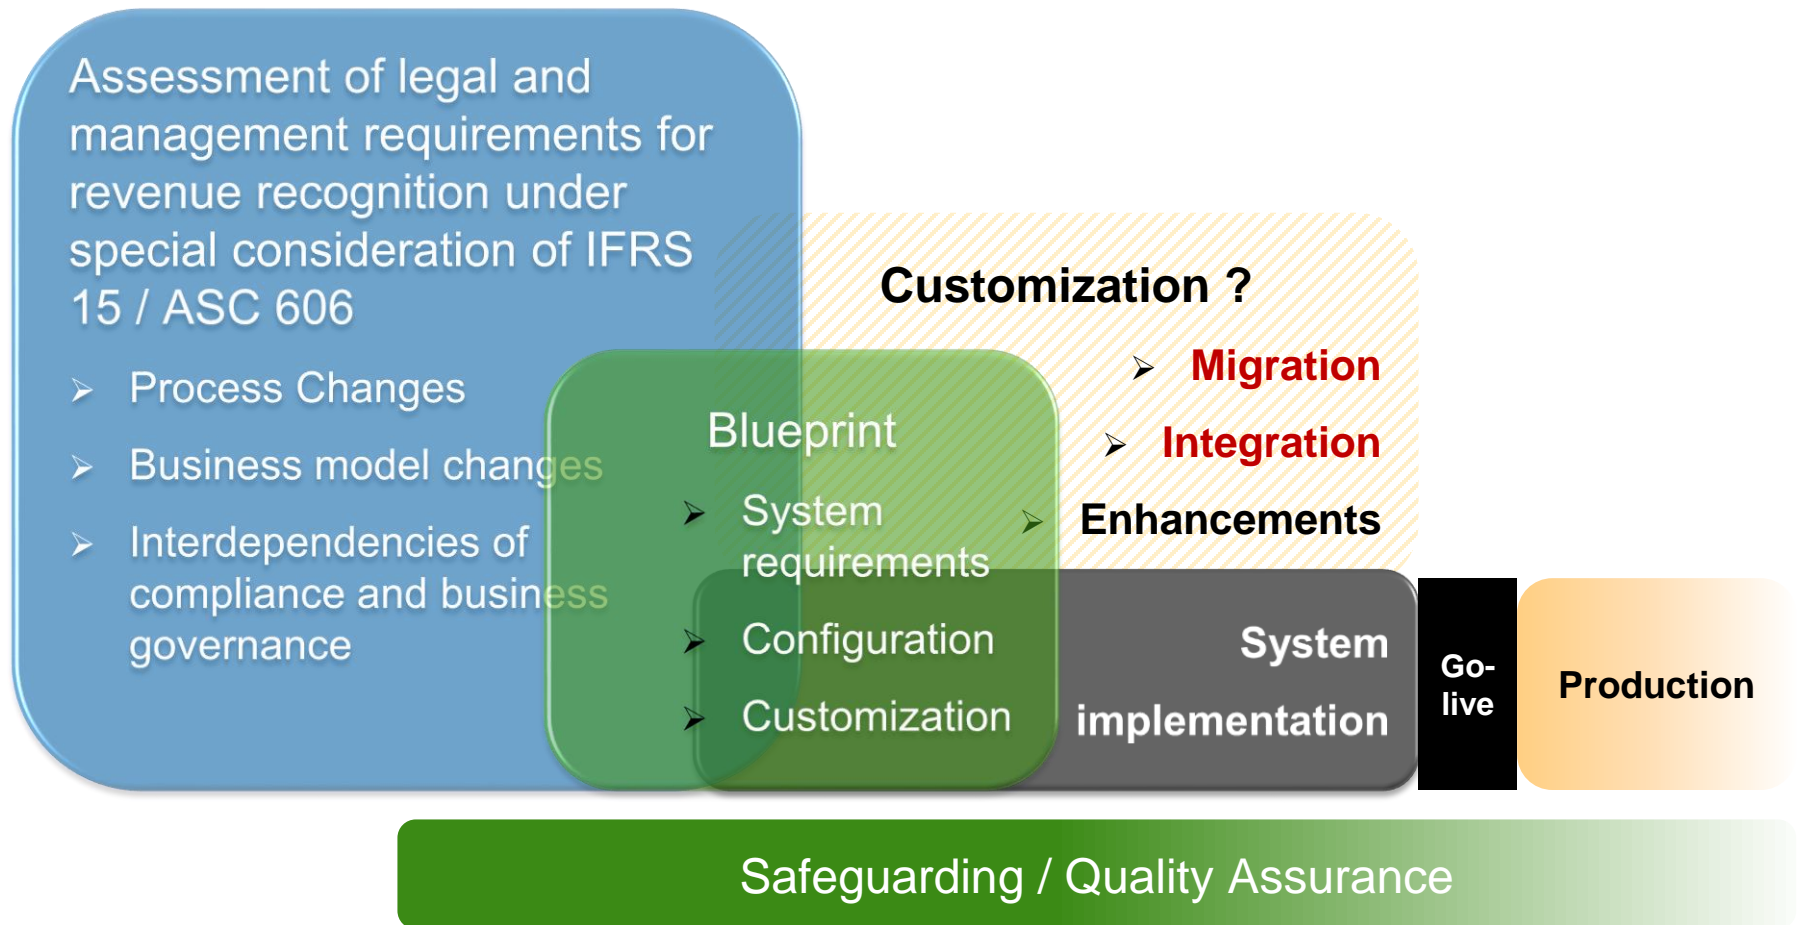 Assessment of legal and
management requirements for
revenue recognition under
special consideration of IFRS
15 / ASC 606
Process Changes
Business model changes
Interdependencies of
compliance and business
governance
Customization ?
Migration
Integration
Enhancements
Blueprint
System
requirements
Configuration
Customization
System
implementation
Go-
live
Production
Safeguarding / Quality Assurance